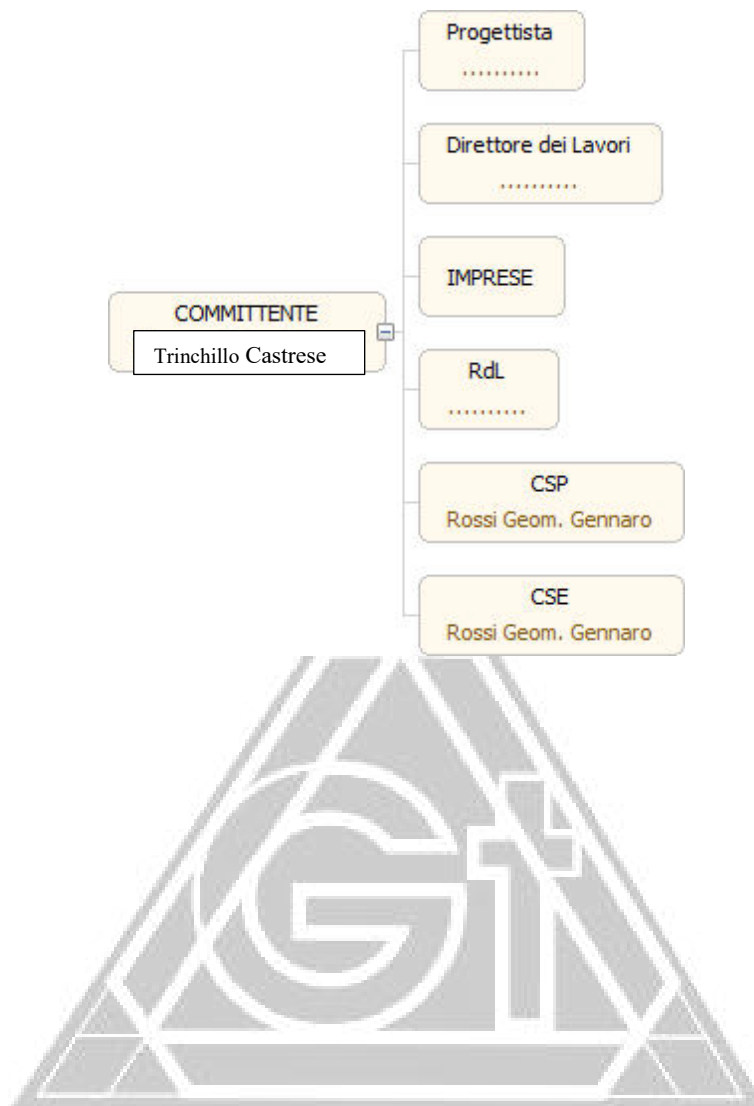 Progettista
..........
Direttore dei Lavori
..........
IMPRESE
COMMITTENTE
Trinchillo Castrese
RdL
..........
CSP
Rossi Geom. Gennaro
CSE
Rossi Geom. Gennaro
Gt